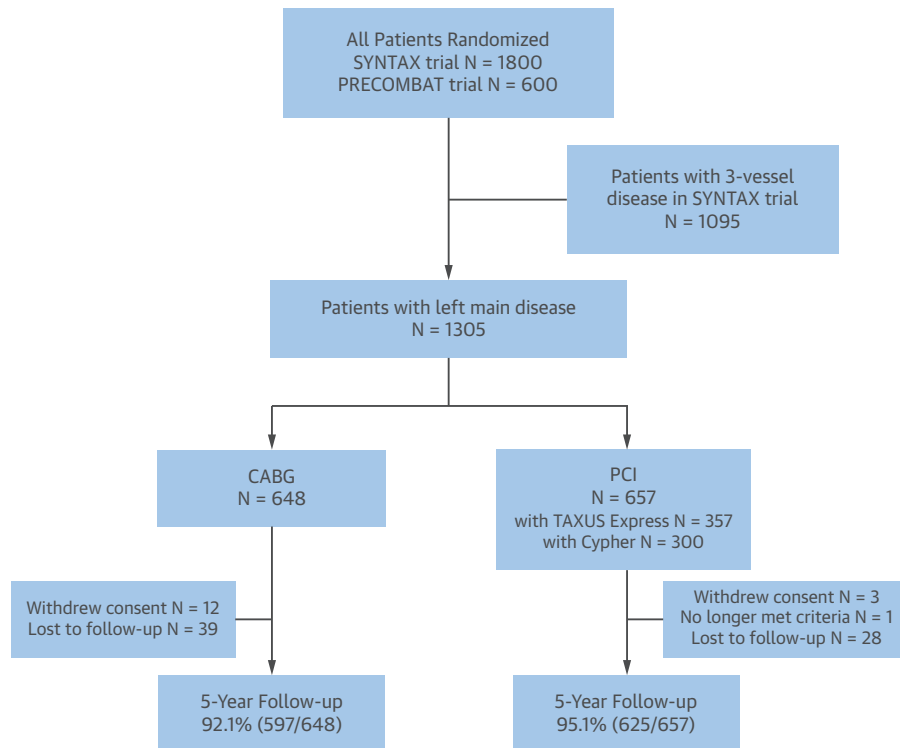 All Patients Randomized
SYNTAX trial N = 1800
PRECOMBAT trial N = 600
Patients with 3-vessel
disease in SYNTAX trial
N = 1095
Patients with left main disease
N = 1305
CABG
N = 648
PCI
N = 657
with TAXUS Express N = 357
with Cypher N = 300
Withdrew consent N = 12
Lost to follow-up N = 39
Withdrew consent N = 3
No longer met criteria N = 1
Lost to follow-up N = 28
5-Year Follow-up
92.1% (597/648)
5-Year Follow-up
95.1% (625/657)